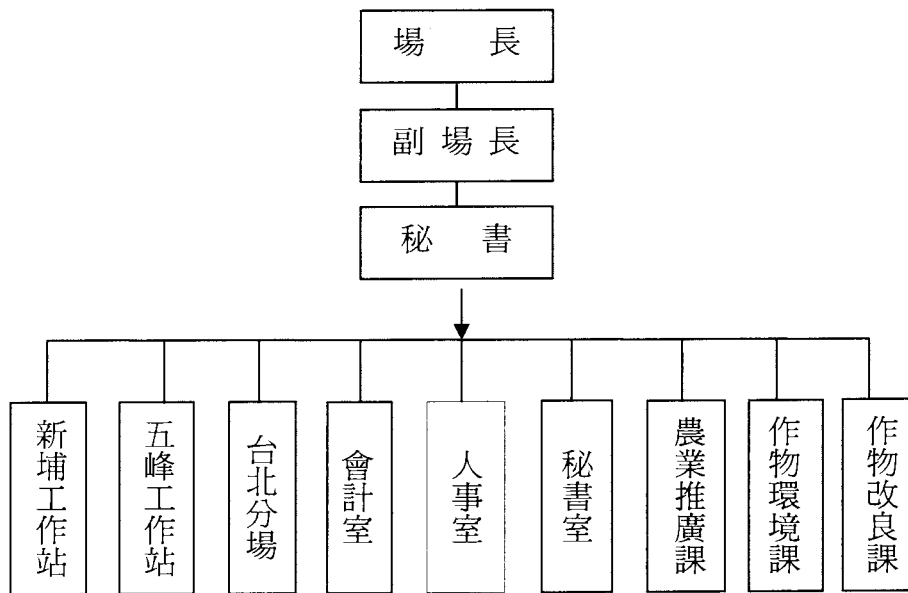 場長
副場長
秘書
新埔工作站
五峰工作站
台北分場
會計室
人事室
秘書室
農業推廣課
作物環境課
作物改良課